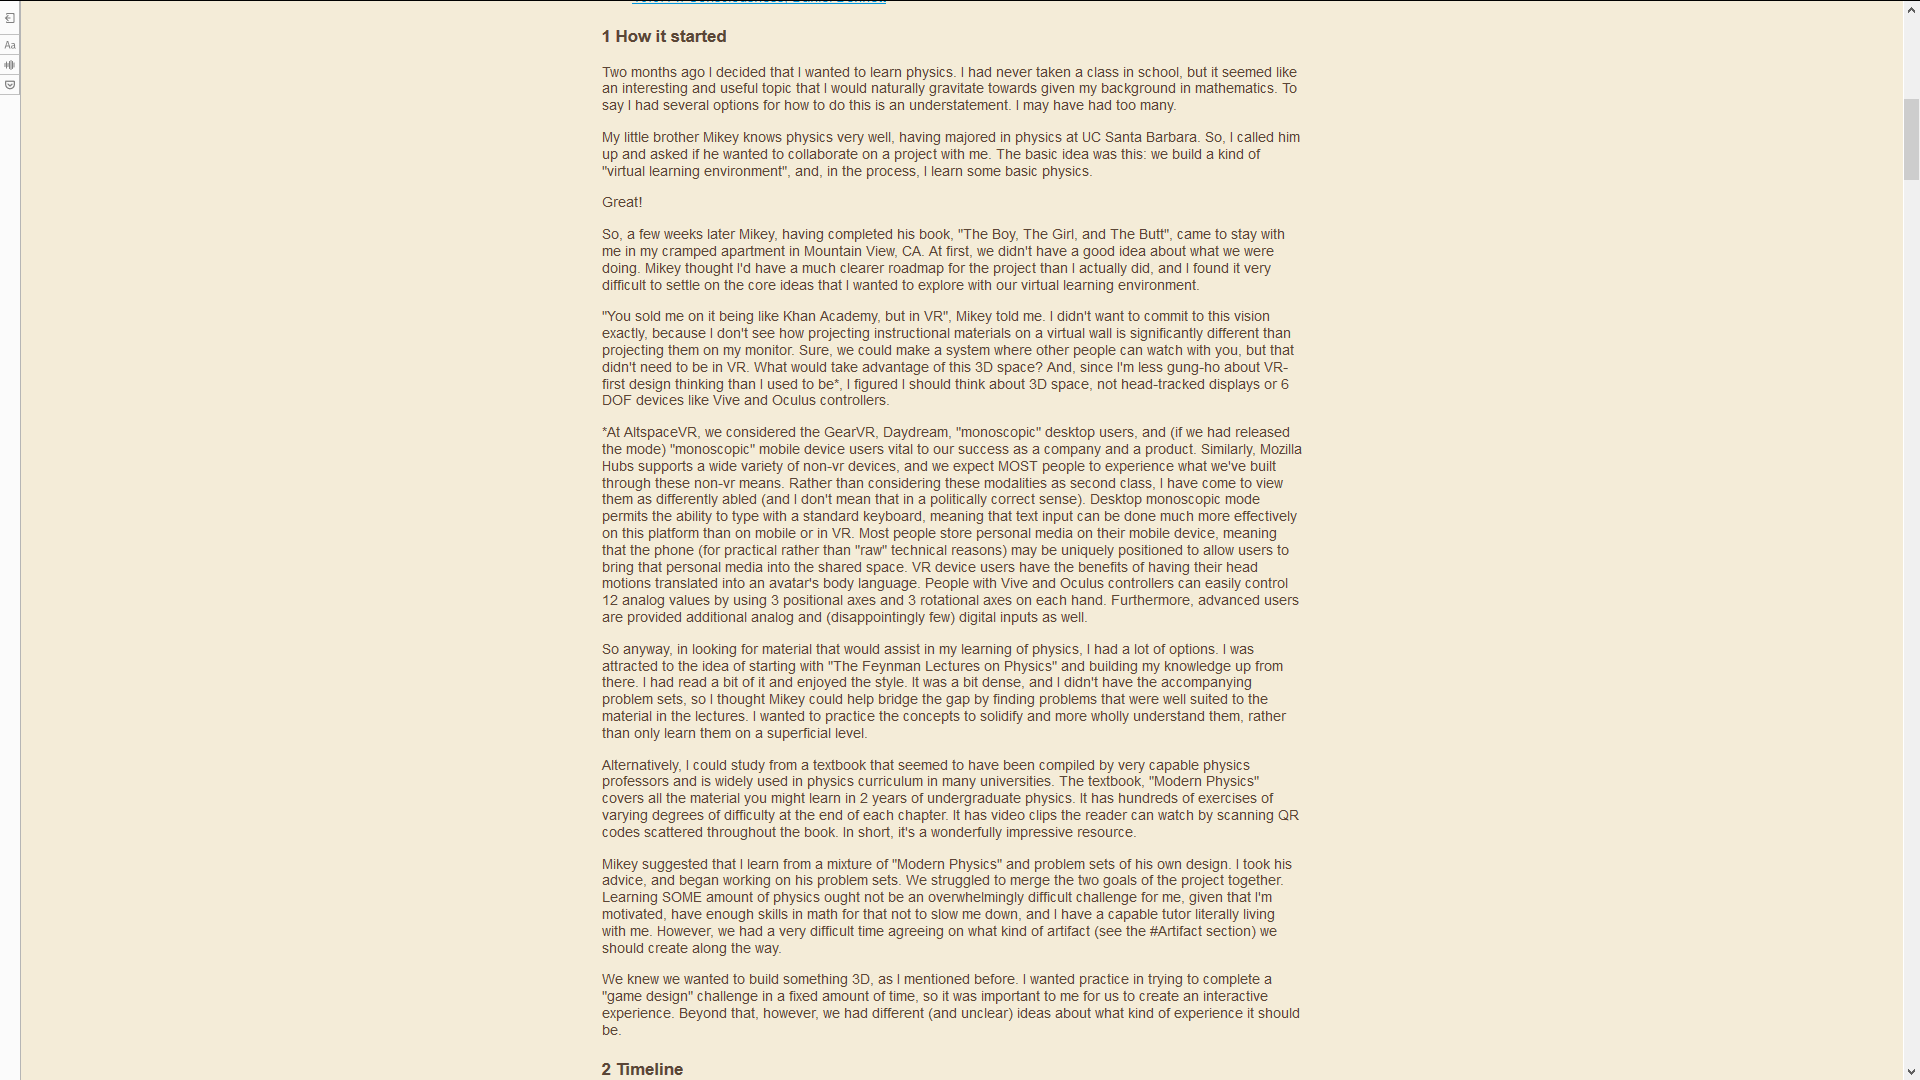 1 How it started
Two months ago I decided that I wanted to learn physics. I had never taken a class in school, but it seemed like
an interesting and useful topic that I would naturally gravitate towards given my background in mathematics. To
say I had several options for how to do this is an understatement. I may have had too many.
My little brother Mikey knows physics very well, having majored in physics at UC Santa Barbara. So, I called him
up and asked if he wanted to collaborate on a project with me. The basic idea was this: we build a kind of
"virtual learning environment", and, in the process, I learn some basic physics.
Great!
So, a few weeks later Mikey, having completed his book, "The Boy, The Girl, and The Butt", came to stay with
me in my cramped apartment in Mountain View, CA. At first, we didn't have a good idea about what we were
doing. Mikey thought I'd have a much clearer roadmap for the project than I actually did, and I found it very
difficult to settle on the core ideas that I wanted to explore with our virtual learning environment.
"You sold me on it being like Khan Academy, but in VR", Mikey told me. I didn't want to commit to this vision
exactly, because I don't see how projecting instructional materials on a virtual wall is significantly different than
projecting them on my monitor. Sure, we could make a system where other people can watch with you, but that
didn't need to be in VR. What would take advantage of this 3D space? And, since I'm less gung-ho about VR-
first design thinking than I used to be*, I figured I should think about 3D space, not head-tracked displays or 6
DOF devices like Vive and Oculus controllers.
*At AltspaceVR, we considered the GearVR, Daydream, "monoscopic" desktop users, and (if we had released
the mode) "monoscopic" mobile device users vital to our success as a company and a product. Similarly, Mozilla
Hubs supports a wide variety of non-vr devices, and we expect MOST people to experience what we've built
through these non-vr means. Rather than considering these modalities as second class, I have come to view
them as differently abled (and I don't mean that in a politically correct sense). Desktop monoscopic mode
permits the ability to type with a standard keyboard, meaning that text input can be done much more effectively
on this platform than on mobile or in VR. Most people store personal media on their mobile device, meaning
that the phone (for practical rather than "raw" technical reasons) may be uniquely positioned to allow users to
bring that personal media into the shared space. VR device users have the benefits of having their head
motions translated into an avatar's body language. People with Vive and Oculus controllers can easily control
12 analog values by using 3 positional axes and 3 rotational axes on each hand. Furthermore, advanced users
are provided additional analog and (disappointingly few) digital inputs as well.
So anyway, in looking for material that would assist in my learning of physics, I had a lot of options. I was
attracted to the idea of starting with "The Feynman Lectures on Physics" and building my knowledge up from
there. I had read a bit of it and enjoyed the style. It was a bit dense, and I didn't have the accompanying
problem sets, so I thought Mikey could help bridge the gap by finding problems that were well suited to the
material in the lectures. I wanted to practice the concepts to solidify and more wholly understand them, rather
than only learn them on a superficial level.
Alternatively, I could study from a textbook that seemed to have been compiled by very capable physics
professors and is widely used in physics curriculum in many universities. The textbook, "Modern Physics"
covers all the material you might learn in 2 years of undergraduate physics. It has hundreds of exercises of
varying degrees of difficulty at the end of each chapter. It has video clips the reader can watch by scanning QR
codes scattered throughout the book. In short, it's a wonderfully impressive resource.
Mikey suggested that I learn from a mixture of "Modern Physics" and problem sets of his own design. I took his
advice, and began working on his problem sets. We struggled to merge the two goals of the project together.
Learning SOME amount of physics ought not be an overwhelmingly difficult challenge for me, given that I'm
motivated, have enough skills in math for that not to slow me down, and I have a capable tutor literally living
with me. However, we had a very difficult time agreeing on what kind of artifact (see the #Artifact section) we
should create along the way.
We knew we wanted to build something 3D, as I mentioned before. I wanted practice in trying to complete a
"game design" challenge in a fixed amount of time, so it was important to me for us to create an interactive
experience. Beyond that, however, we had different (and unclear) ideas about what kind of experience it should
be.
2 Timeline
Aa